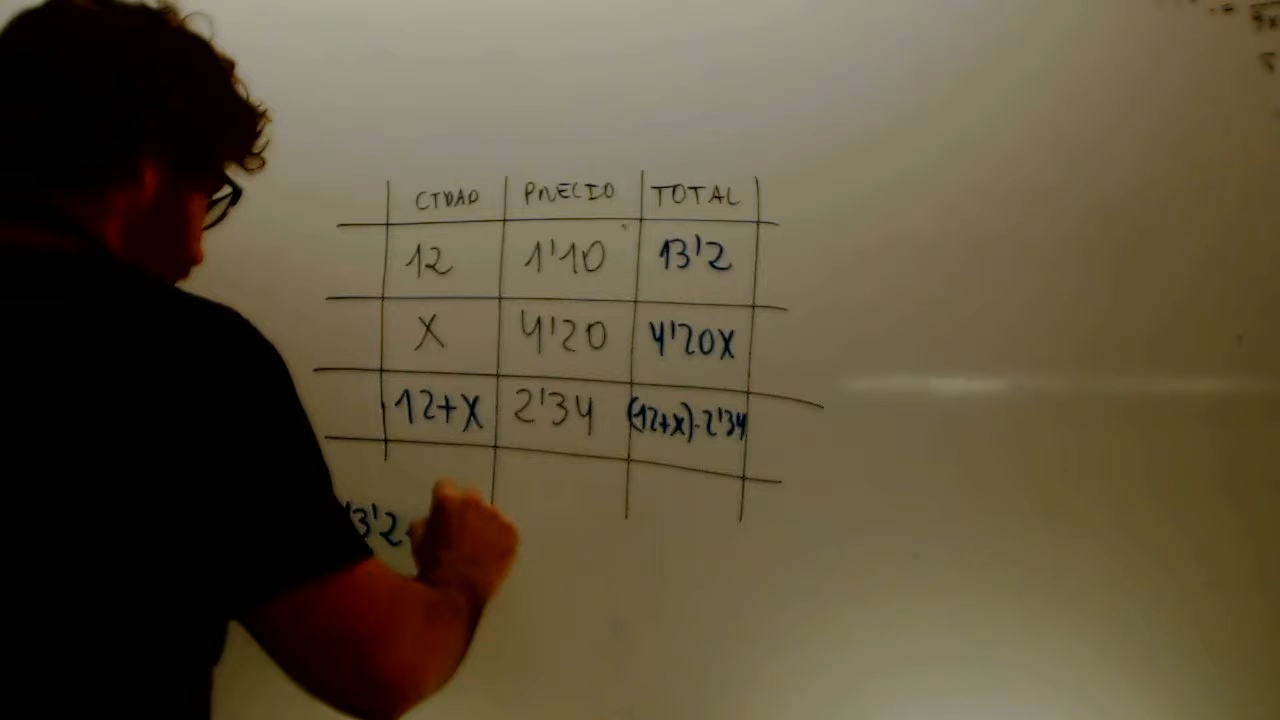 CTDAD PRECIO TOTAL
12 1'10 13'2
X 4'20 4'20X
12+X 2'34 (12+X)·2'34
13'2